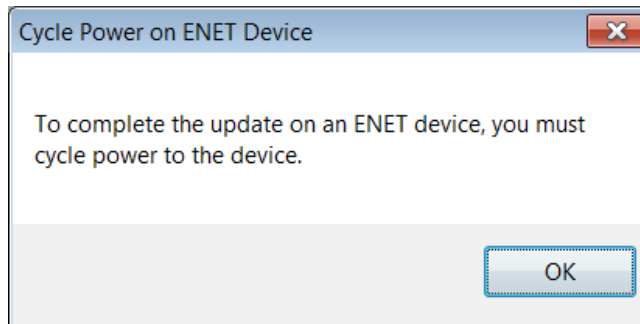 Cycle Power on ENET Device
To complete the update on an ENET device, you must
cycle power to the device.
OK